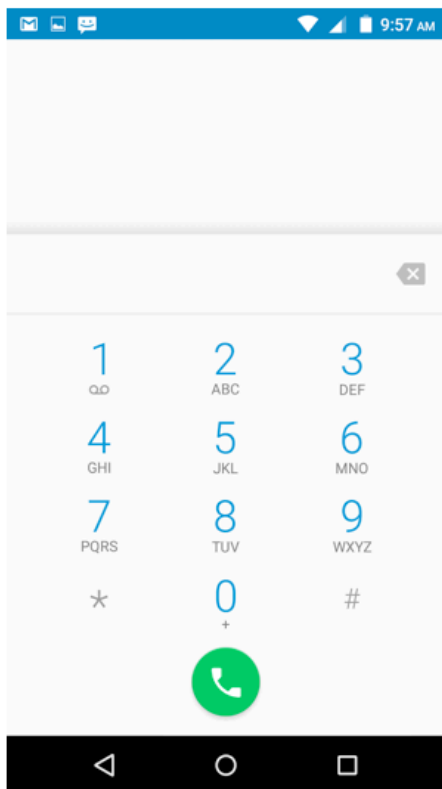 9:57 AM
1 2 3
ABC DEF
4 5 6
GHI JKL MNO
7 8 9
PQRS TUV WXYZ
* 0 #
+